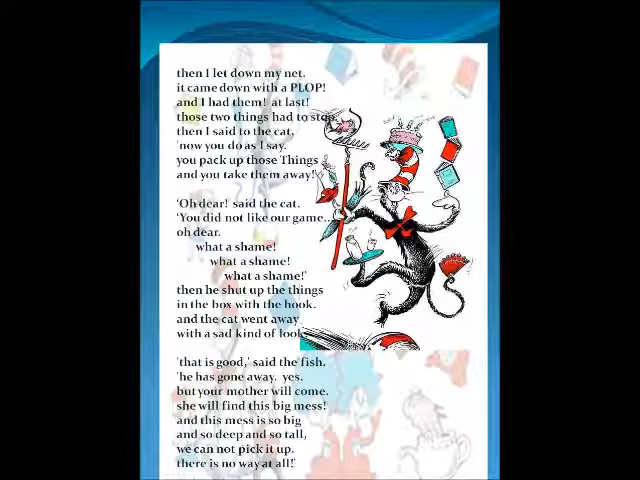 then I let down my net.
it came down with a PLOP!
and I had them! at last!
those two things had to stop.
then I said to the cat,
'now you do as I say.
you pack up those Things
and you take them away!'
'Oh dear!' said the cat.
'You did not like our game...
oh dear.
what a shame!
what a shame!
what a shame!'
then he shut up the things
in the box with the hook.
and the cat went away
with a sad kind of look.
'that is good,' said the fish.
'he has gone away. yes.
but your mother will come.
she will find this big mess!
and this mess is so big
and so deep and so tall,
we can not pick it up.
there is no way at all!'